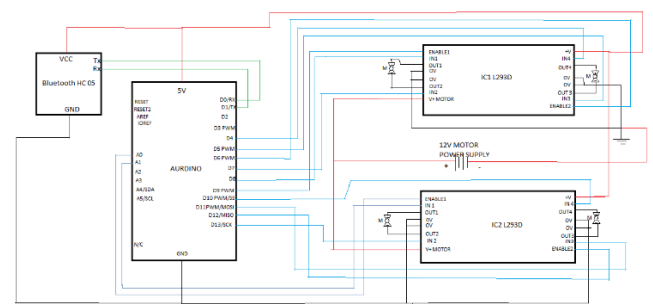 VCC
Tx
Rx
Bluetooth HC 05
GND
5V
RESET
RESET2
AREF
IOREF
D0/RX
D1/TX
D2
D3 PWM
D4
D5 PWM
D6 PWM
D7
D8
D9 PWM
D10 PWM/SS
D11PWM/MOSI
D12/MISO
D13/SCK
A0
A1
A2
A3
A4/SDA
A5/SCL
AURDINO
N/C
GND
ENABLE1
IN1
OUT1
0V
0V
OUT2
IN2
V+MOTOR
M
IC1 L293D
+V
IN4
OUT4
0V
0V
OUT 3
IN3
ENABLE2
M
12V MOTOR
POWER SUPPLY
+ -
ENABLE1
IN 1
OUT1
0V
0V
OUT2
IN 2
V+MOTOR
M
IC2 L293D
+V
IN 4
OUT4
0V
0V
OUT3
IN3
ENABLE2
M